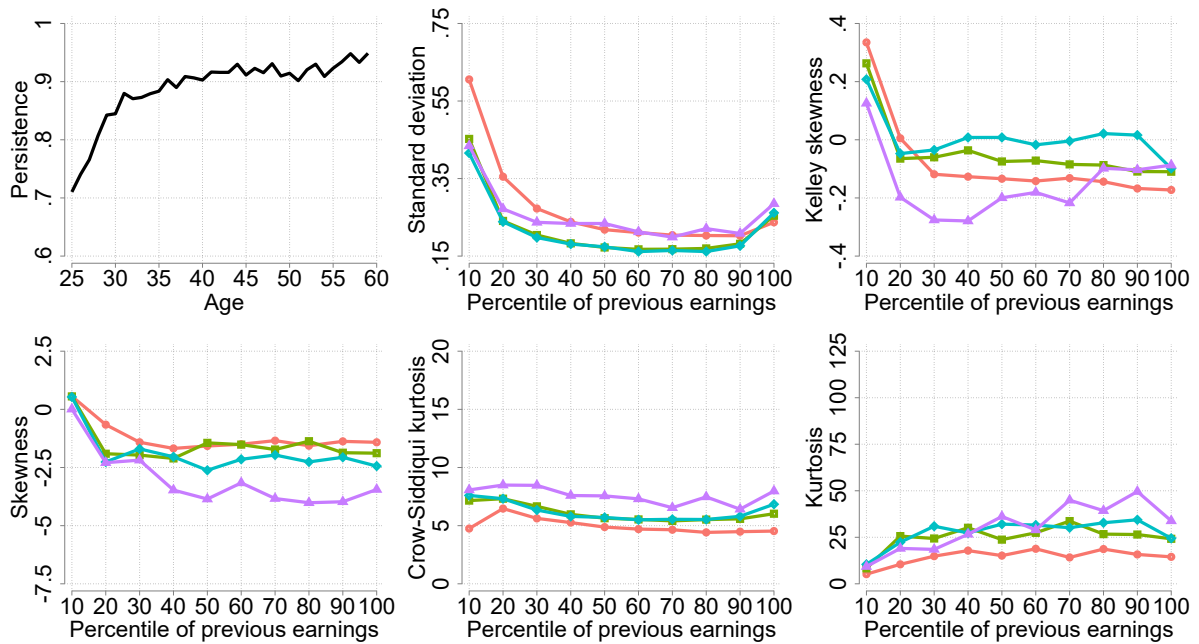 Persistence
1
.9
.8
.7
.6
25 30 35 40 45 50 55 60
Age
Standard deviation
.75
.55
.35
.15
10 20 30 40 50 60 70 80 90 100
Percentile of previous earnings
Kelley skewness
.4
.2
0
-.2
-.4
10 20 30 40 50 60 70 80 90 100
Percentile of previous earnings
Skewness
2.5
0
-2.5
-5
-7.5
10 20 30 40 50 60 70 80 90 100
Percentile of previous earnings
Crow-Siddiqui kurtosis
20
15
10
5
0
10 20 30 40 50 60 70 80 90 100
Percentile of previous earnings
Kurtosis
125
100
75
50
25
0
10 20 30 40 50 60 70 80 90 100
Percentile of previous earnings